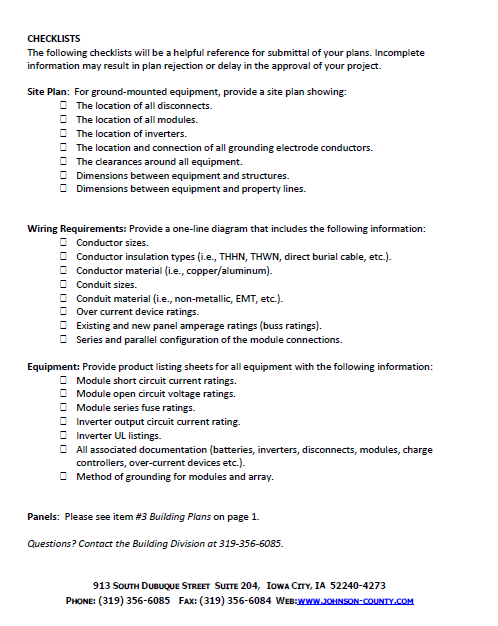 CHECKLISTS
The following checklists will be a helpful reference for submittal of your plans. Incomplete
information may result in plan rejection or delay in the approval of your project.
Site Plan: For ground-mounted equipment, provide a site plan showing:
☐ The location of all disconnects.
☐ The location of all modules.
☐ The location of inverters.
☐ The location and connection of all grounding electrode conductors.
☐ The clearances around all equipment.
☐ Dimensions between equipment and structures.
☐ Dimensions between equipment and property lines.
Wiring Requirements: Provide a one-line diagram that includes the following information:
☐ Conductor sizes.
☐ Conductor insulation types (i.e., THHN, THWN, direct burial cable, etc.).
☐ Conductor material (i.e., copper/aluminum).
☐ Conduit sizes.
☐ Conduit material (i.e., non-metallic, EMT, etc.).
☐ Over current device ratings.
☐ Existing and new panel amperage ratings (buss ratings).
☐ Series and parallel configuration of the module connections.
Equipment: Provide product listing sheets for all equipment with the following information:
☐ Module short circuit current ratings.
☐ Module open circuit voltage ratings.
☐ Module series fuse ratings.
☐ Inverter output circuit current rating.
☐ Inverter UL listings.
☐ All associated documentation (batteries, inverters, disconnects, modules, charge
controllers, over-current devices etc.).
☐ Method of grounding for modules and array.
Panels: Please see item #3 Building Plans on page 1.
Questions? Contact the Building Division at 319-356-6085.
913 South Dubuque Street Suite 204, Iowa City, IA 52240-4273
Phone: (319) 356-6085 Fax: (319) 356-6084 Web:www.johnson-county.com